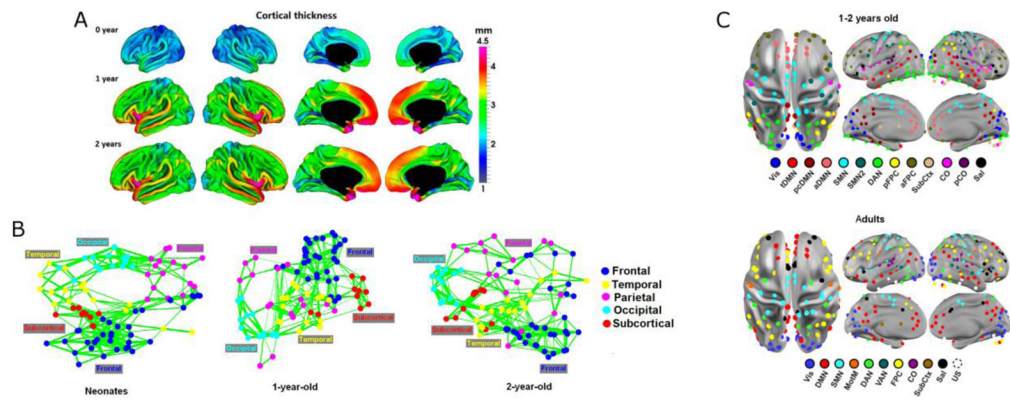 A
Cortical thickness
0 year
1 year
2 years
mm
4.5
4
3
2
1
B
Occipital
Temporal
Parietal
Subcortical
Frontal
Neonates
Parietal
Frontal
Subcortical
Occipital
Temporal
1-year-old
Parietal
Occipital
Subcortical
Temporal
Frontal
2-year-old
Frontal
Temporal
Parietal
Occipital
Subcortical
C
1-2 years old
Vis
tDMN
pcDMN
aDMN
SMN
SMN2
DAN
pFPC
aFPC
SubCtx
CO
pCO
Sal
Adults
Vis
DMN
SMN
MotM
DAN
VAN
FPC
CO
SubCtx
Sal
US